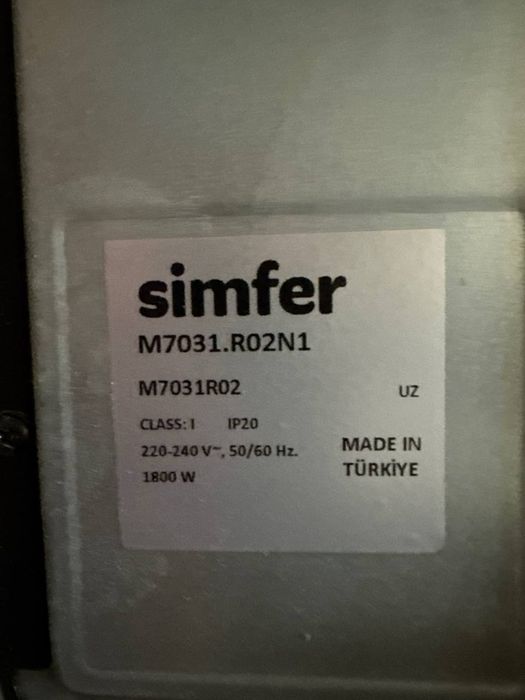 simfer
M7031.R02N1
M7031R02
UZ
CLASS: I IP20
220-240 V~, 50/60 Hz.
1800 W
MADE IN
TÜRKİYE